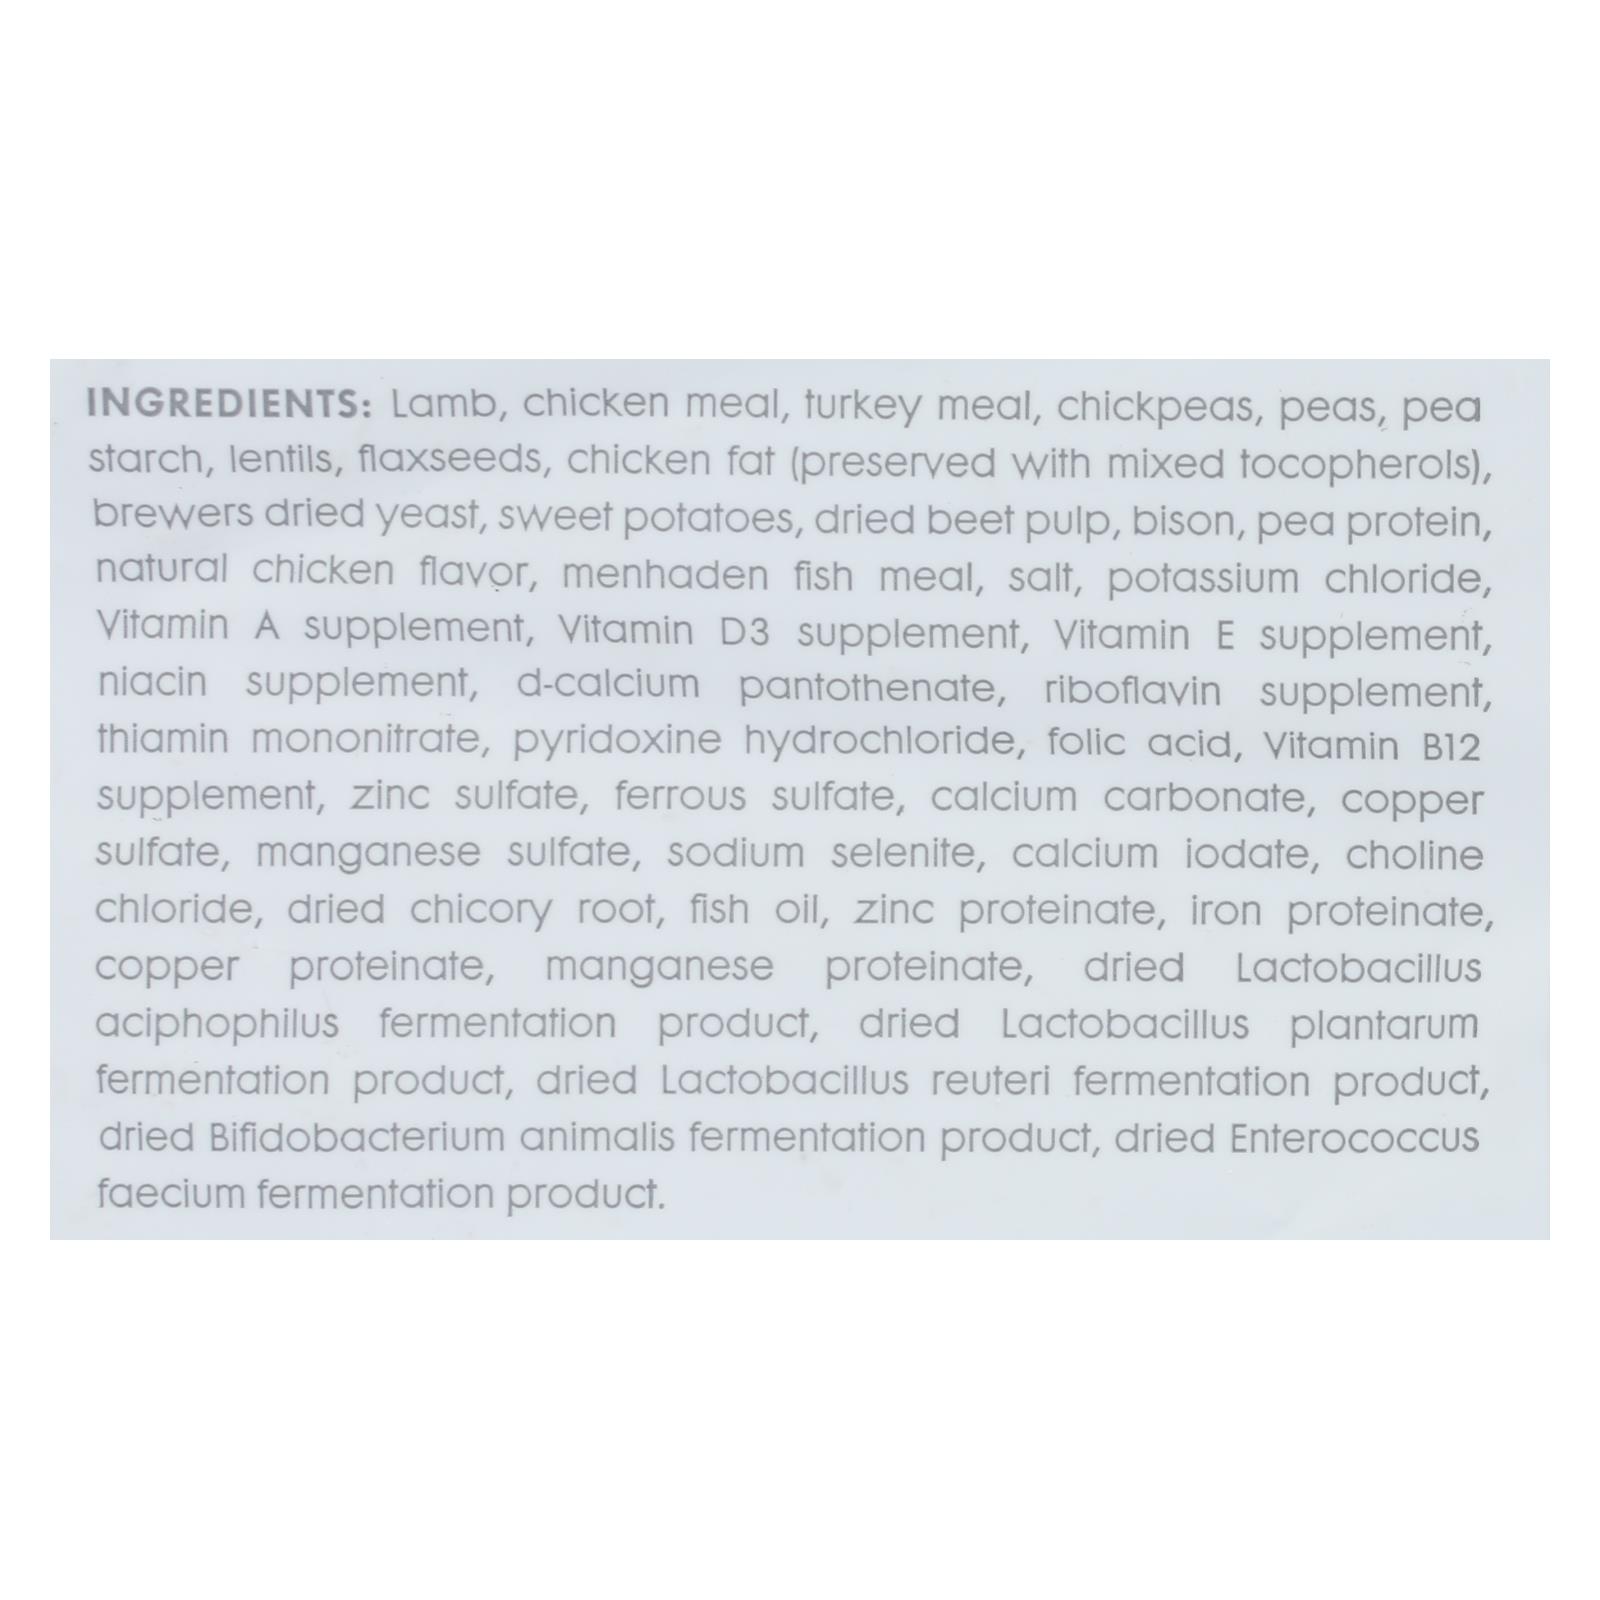 INGREDIENTS: Lamb, chicken meal, turkey meal, chickpeas, peas, pea
starch, lentils, flaxseeds, chicken fat (preserved with mixed tocopherols),
brewers dried yeast, sweet potatoes, dried beet pulp, bison, pea protein,
natural chicken flavor, menhaden fish meal, salt, potassium chloride,
Vitamin A supplement, Vitamin D3 supplement, Vitamin E supplement,
niacin supplement, d-calcium pantothenate, riboflavin supplement,
thiamin mononitrate, pyridoxine hydrochloride, folic acid, Vitamin B12
supplement, zinc sulfate, ferrous sulfate, calcium carbonate, copper
sulfate, manganese sulfate, sodium selenite, calcium iodate, choline
chloride, dried chicory root, fish oil, zinc proteinate, iron proteinate,
copper proteinate, manganese proteinate, dried Lactobacillus
aciphophilus fermentation product, dried Lactobacillus plantarum
fermentation product, dried Lactobacillus reuteri fermentation product,
dried Bifidobacterium animalis fermentation product, dried Enterococcus
faecium fermentation product.